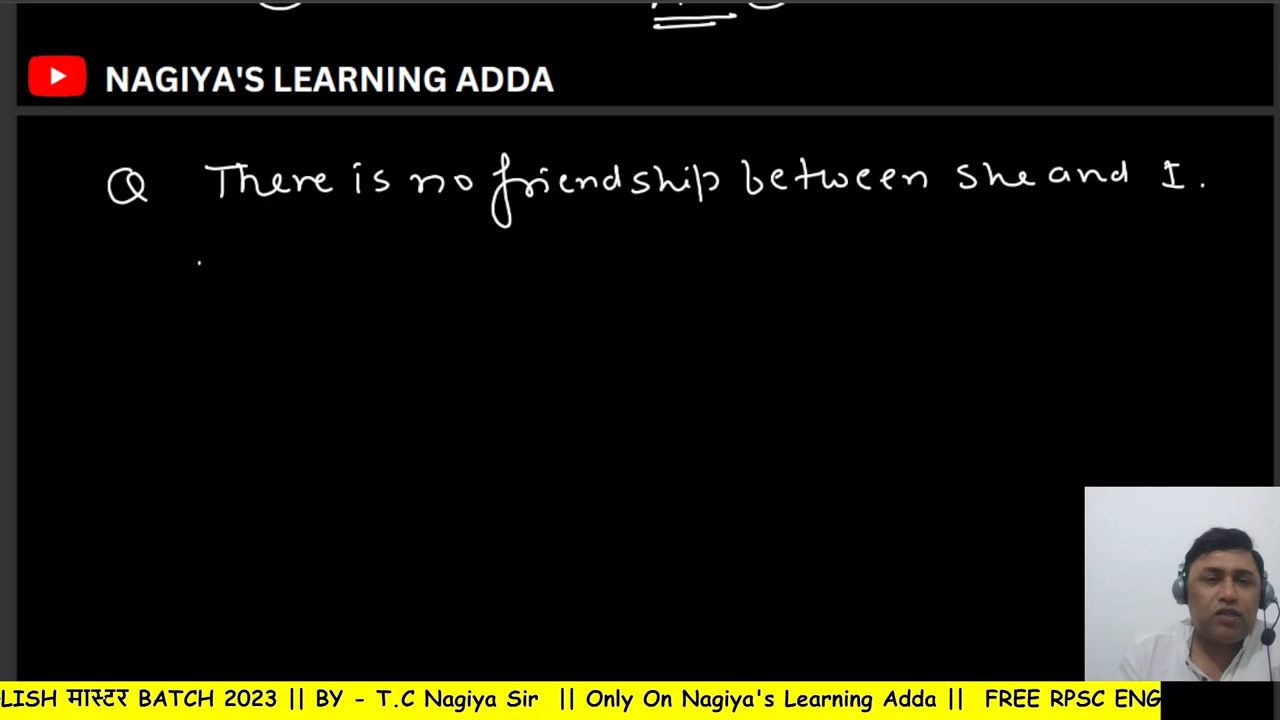 NAGIYA'S LEARNING ADDA
Q There is no friendship between she and I.
LISH मास्टर BATCH 2023 || BY - T.C Nagiya Sir || Only On Nagiya's Learning Adda || FREE RPSC ENG